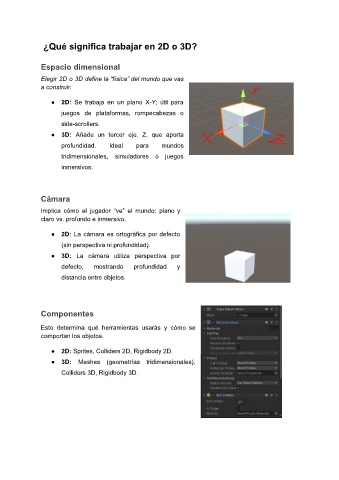 ¿Qué significa trabajar en 2D o 3D?
Espacio dimensional
Elegir 2D o 3D define la "física" del mundo que vas
a construir.
● 2D: Se trabaja en un plano X-Y; útil para
juegos de plataformas, rompecabezas o
side-scrollers.
● 3D: Añade un tercer eje, Z, que aporta
profundidad. Ideal para mundos
tridimensionales, simuladores o juegos
inmersivos.
Cámara
Implica cómo el jugador "ve" el mundo: plano y
claro vs. profundo e inmersivo.
● 2D: La cámara es ortográfica por defecto
(sin perspectiva ni profundidad).
● 3D: La cámara utiliza perspectiva por
defecto, mostrando profundidad y
distancia entre objetos.
Componentes
Esto determina qué herramientas usarás y cómo se
comportan los objetos.
● 2D: Sprites, Colliders 2D, Rigidbody 2D.
● 3D: Meshes (geometrías tridimensionales),
Colliders 3D, Rigidbody 3D.